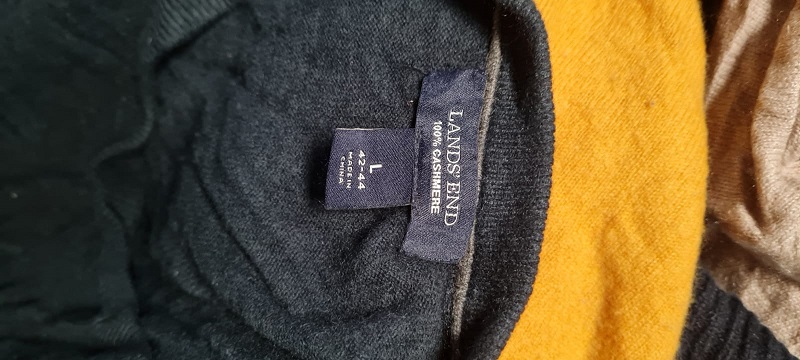 LANDS' END
100% CASHMERE
L
42-44
MADE IN
CHINA